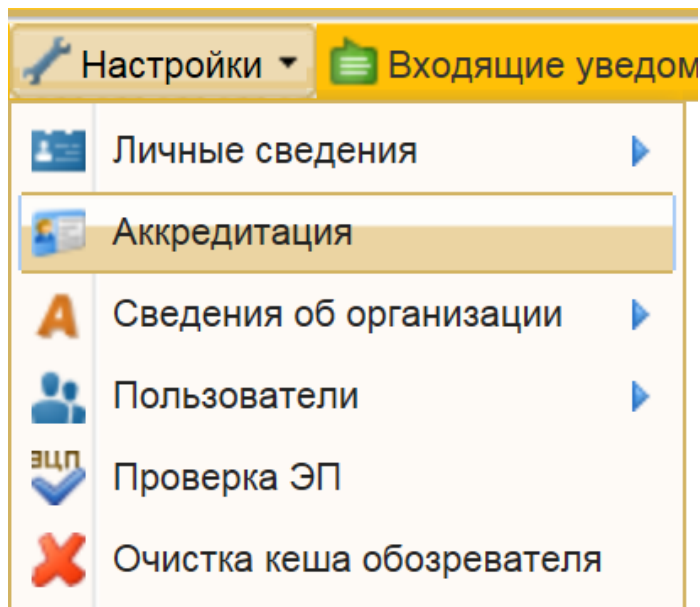 Настройки Входящие уведом
Личные сведения
Аккредитация
Сведения об организации
Пользователи
эцп Проверка ЭП
Очистка кеша обозревателя